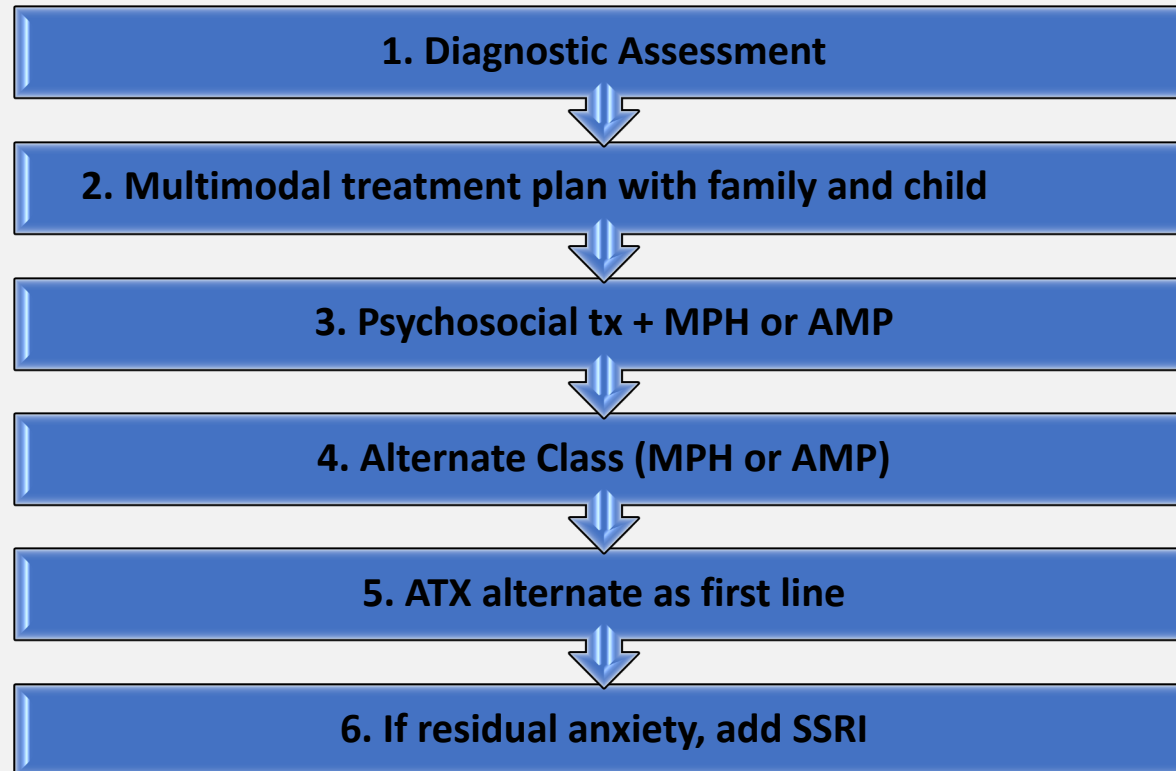 1. Diagnostic Assessment
2. Multimodal treatment plan with family and child
3. Psychosocial tx + MPH or AMP
4. Alternate Class (MPH or AMP)
5. ATX alternate as first line
6. If residual anxiety, add SSRI